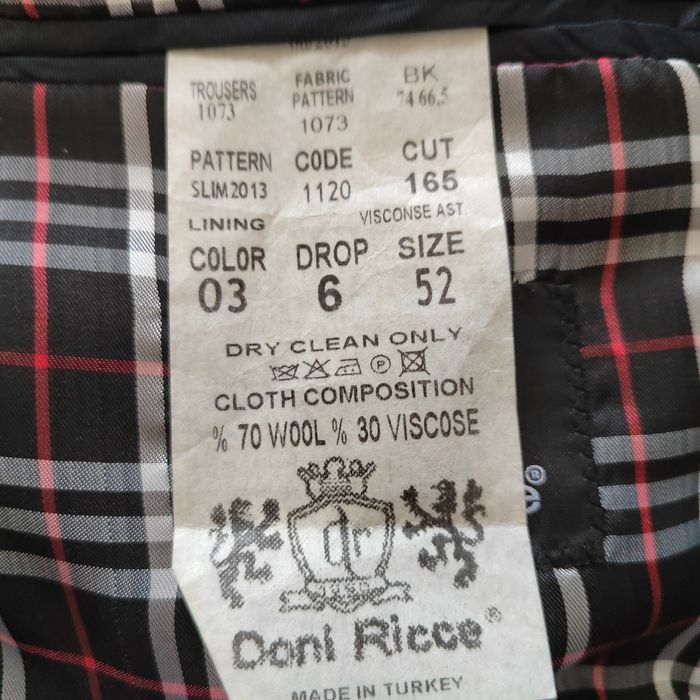 TROUSERS FABRIC BK
1073 PATTERN 74 66,5
1073
PATTERN CODE CUT
SLIM2013 1120 165
LINING VISCONSE AST.
COLOR DROP SIZE
03 6 52
DRY CLEAN ONLY
P
CLOTH COMPOSITION
% 70 WOOL % 30 VISCOSE
dr
Doni Ricce®
MADE IN TURKEY